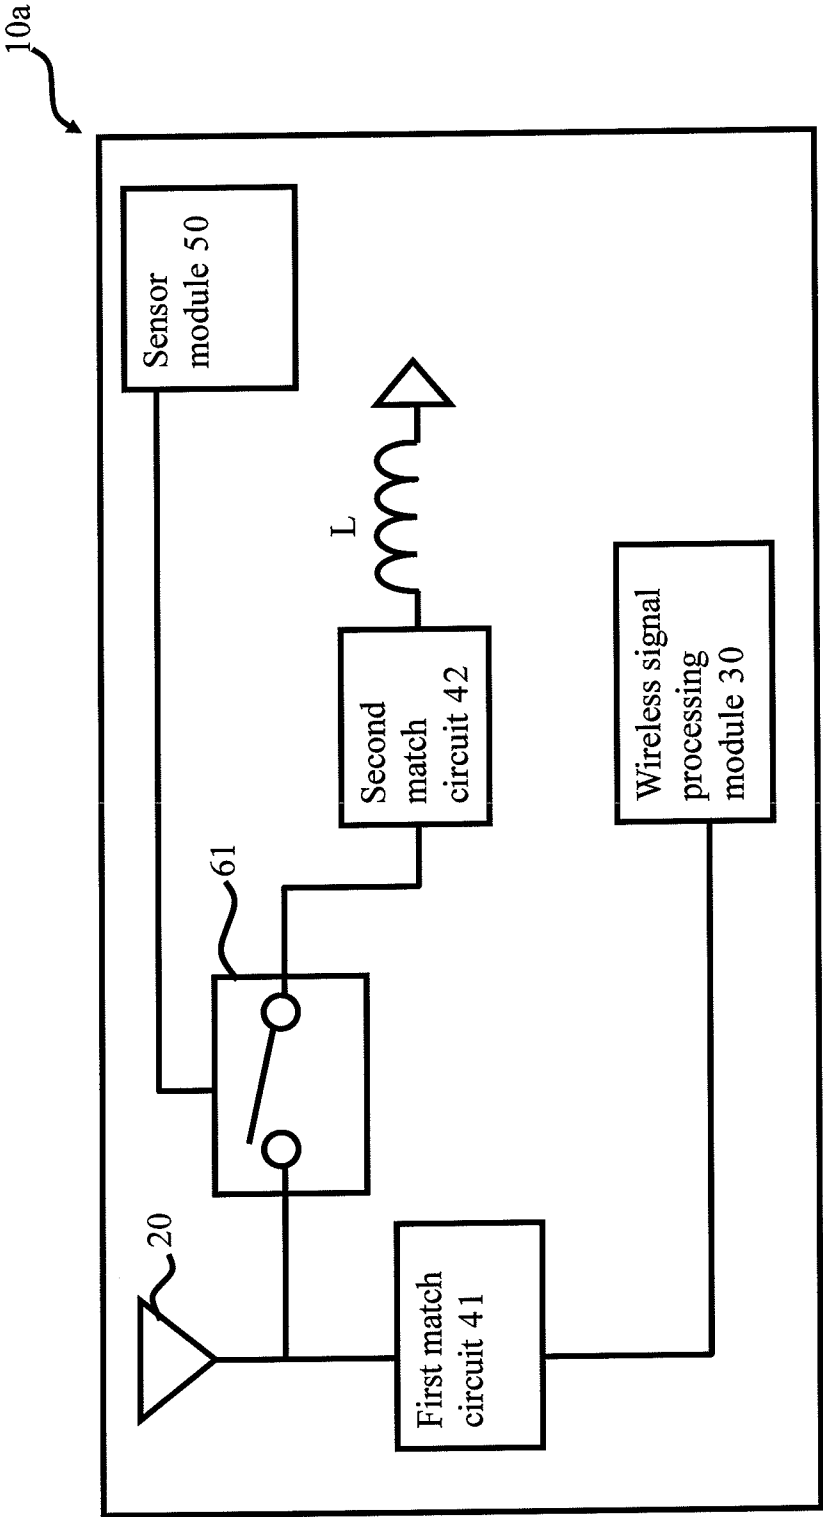 10a
20
61
Sensor
module 50
L
Second
match
circuit 42
First match
circuit 41
Wireless signal
processing
module 30